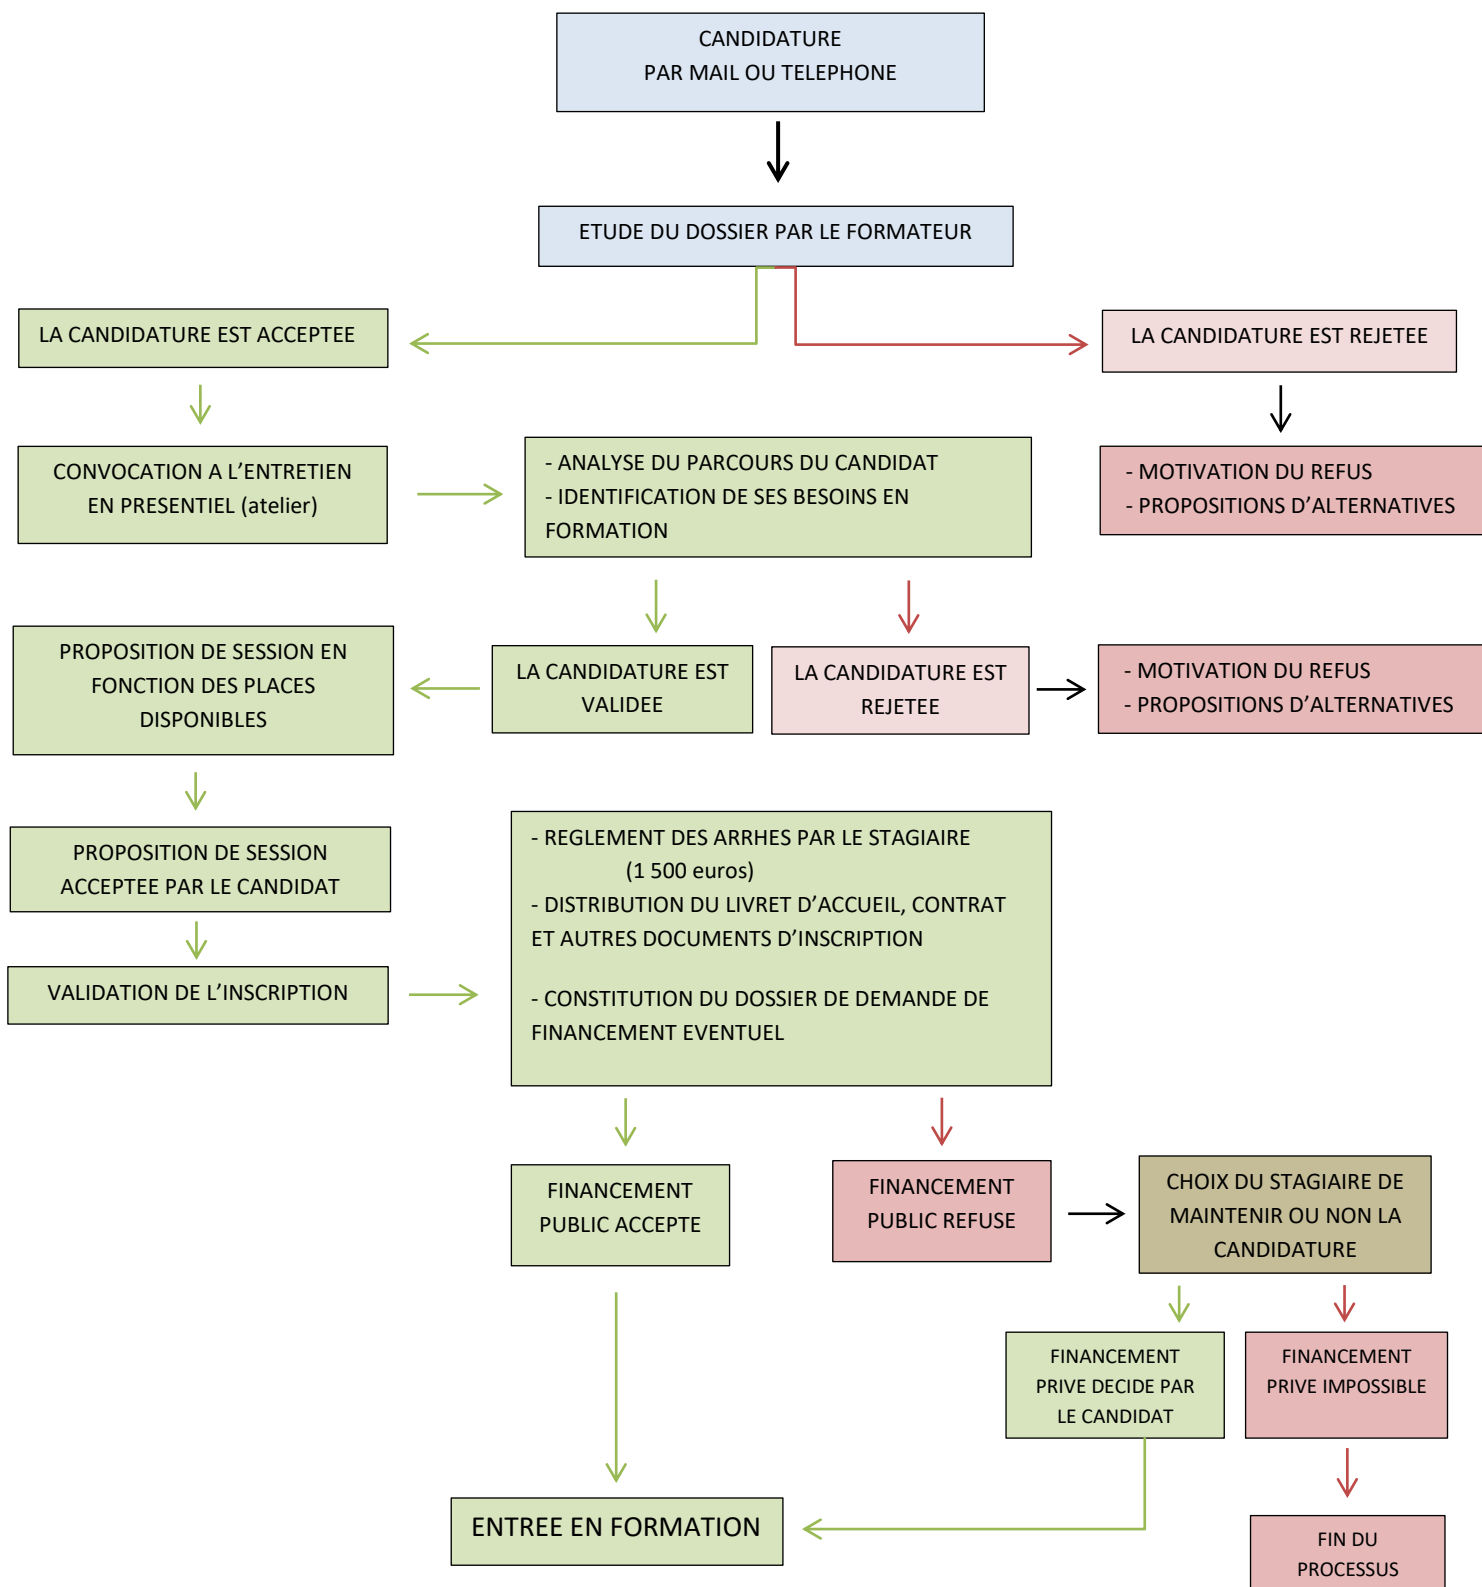 CANDIDATURE
PAR MAIL OU TELEPHONE
ETUDE DU DOSSIER PAR LE FORMATEUR
LA CANDIDATURE EST ACCEPTEE
LA CANDIDATURE EST REJETEE
CONVOCATION A L’ENTRETIEN
EN PRESENTIEL (atelier)
- ANALYSE DU PARCOURS DU CANDIDAT
- IDENTIFICATION DE SES BESOINS EN
FORMATION
- MOTIVATION DU REFUS
- PROPOSITIONS D’ALTERNATIVES
PROPOSITION DE SESSION EN
FONCTION DES PLACES
DISPONIBLES
LA CANDIDATURE EST
VALIDEE
LA CANDIDATURE EST
REJETEE
- MOTIVATION DU REFUS
- PROPOSITIONS D’ALTERNATIVES
PROPOSITION DE SESSION
ACCEPTEE PAR LE CANDIDAT
- REGLEMENT DES ARRHES PAR LE STAGIAIRE
(1 500 euros)
- DISTRIBUTION DU LIVRET D’ACCUEIL, CONTRAT
ET AUTRES DOCUMENTS D’INSCRIPTION
- CONSTITUTION DU DOSSIER DE DEMANDE DE
FINANCEMENT EVENTUEL
VALIDATION DE L’INSCRIPTION
FINANCEMENT
PUBLIC ACCEPTE
FINANCEMENT
PUBLIC REFUSE
CHOIX DU STAGIAIRE DE
MAINTENIR OU NON LA
CANDIDATURE
FINANCEMENT
PRIVE DECIDE PAR
LE CANDIDAT
FINANCEMENT
PRIVE IMPOSSIBLE
ENTREE EN FORMATION
FIN DU
PROCESSUS